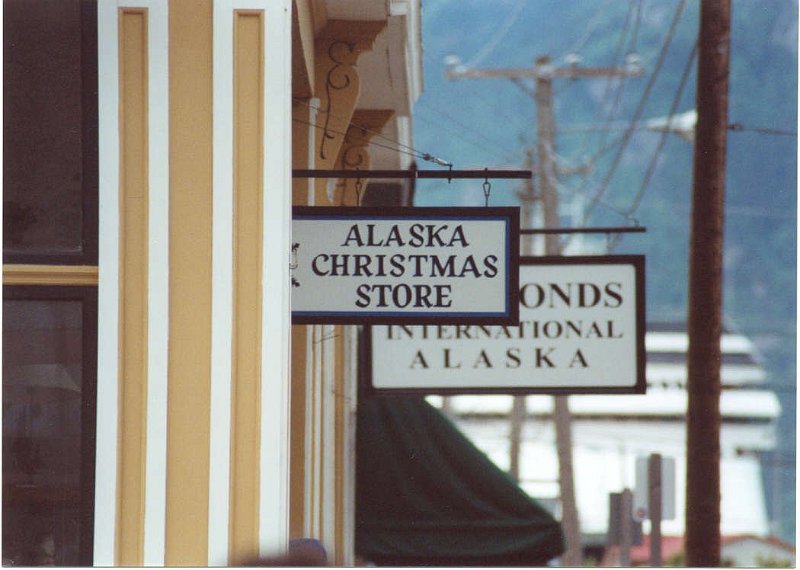 ALASKA
CHRISTMAS
STORE
ONDS
INTERNATIONAL
ALASKA